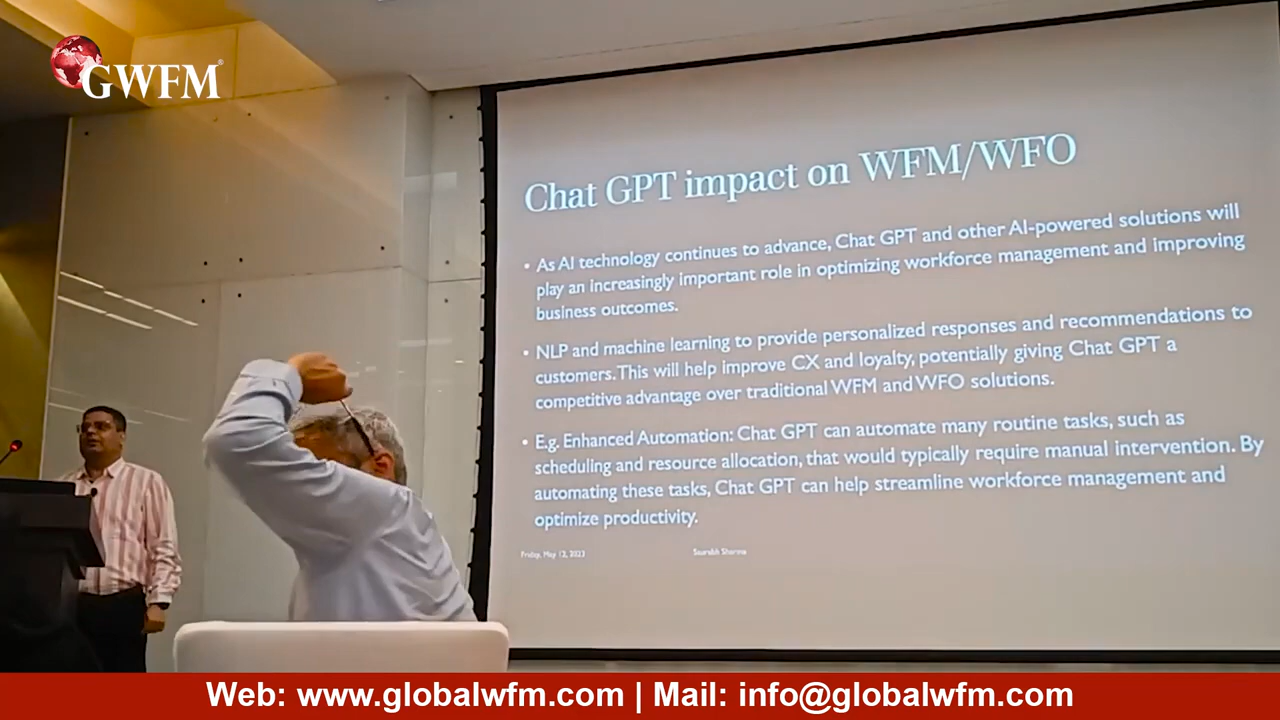 GWFM®
Chat GPT impact on WFM/WFO
• As AI technology continues to advance, Chat GPT and other AI-powered solutions will
play an increasingly important role in optimizing workforce management and improving
business outcomes.
• NLP and machine learning to provide personalized responses and recommendations to
customers. This will help improve CX and loyalty, potentially giving Chat GPT a
competitive advantage over traditional WFM and WFO solutions.
• E.g. Enhanced Automation: Chat GPT can automate many routine tasks, such as
scheduling and resource allocation, that would typically require manual intervention. By
automating these tasks, Chat GPT can help streamline workforce management and
optimize productivity.
Friday, May 12, 2023
Saurabh Sharma
Web: www.globalwfm.com | Mail: info@globalwfm.com